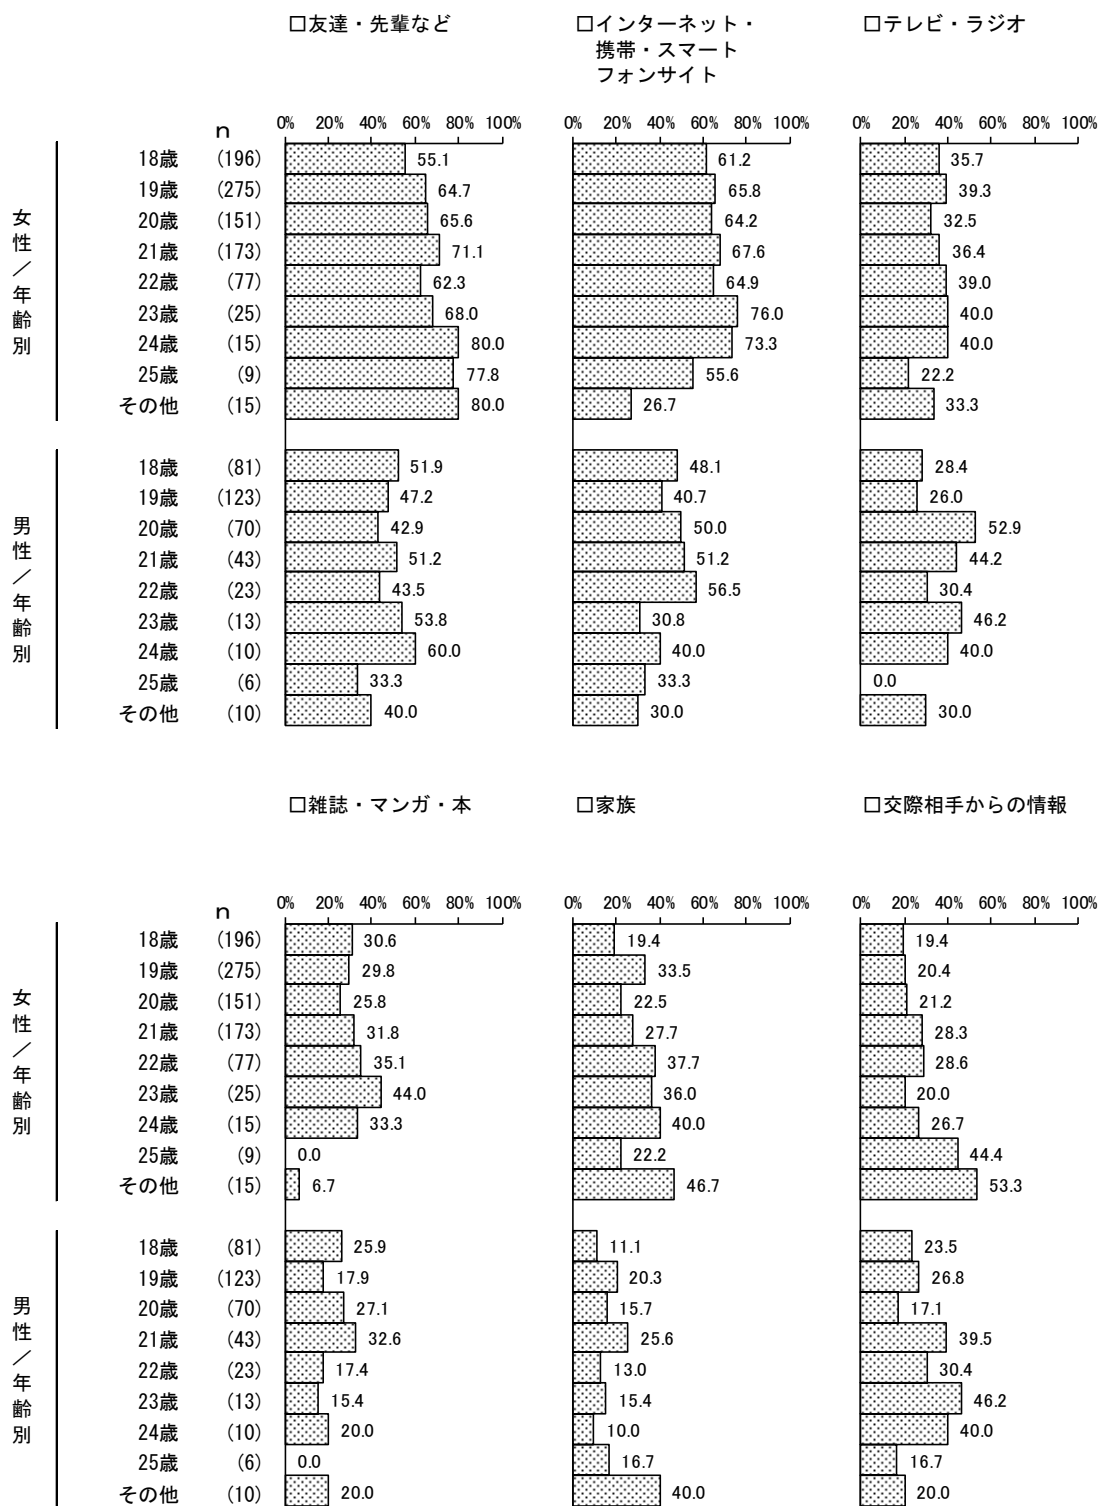 □友達・先輩など □インターネット・ □テレビ・ラジオ
携帯・スマート
フォンサイト
n 0% 20% 40% 60% 80% 100% 0% 20% 40% 60% 80% 100% 0% 20% 40% 60% 80% 100%
女性／年齢別
18歳 (196) 55.1 61.2 35.7
19歳 (275) 64.7 65.8 39.3
20歳 (151) 65.6 64.2 32.5
21歳 (173) 71.1 67.6 36.4
22歳 (77) 62.3 64.9 39.0
23歳 (25) 68.0 76.0 40.0
24歳 (15) 80.0 73.3 40.0
25歳 (9) 77.8 55.6 22.2
その他 (15) 80.0 26.7 33.3
男性／年齢別
18歳 (81) 51.9 48.1 28.4
19歳 (123) 47.2 40.7 26.0
20歳 (70) 42.9 50.0 52.9
21歳 (43) 51.2 51.2 44.2
22歳 (23) 43.5 56.5 30.4
23歳 (13) 53.8 30.8 46.2
24歳 (10) 60.0 40.0 40.0
25歳 (6) 33.3 33.3 0.0
その他 (10) 40.0 30.0 30.0
□雑誌・マンガ・本 □家族 □交際相手からの情報
n 0% 20% 40% 60% 80% 100% 0% 20% 40% 60% 80% 100% 0% 20% 40% 60% 80% 100%
女性／年齢別
18歳 (196) 30.6 19.4 19.4
19歳 (275) 29.8 33.5 20.4
20歳 (151) 25.8 22.5 21.2
21歳 (173) 31.8 27.7 28.3
22歳 (77) 35.1 37.7 28.6
23歳 (25) 44.0 36.0 20.0
24歳 (15) 33.3 40.0 26.7
25歳 (9) 0.0 22.2 44.4
その他 (15) 6.7 46.7 53.3
男性／年齢別
18歳 (81) 25.9 11.1 23.5
19歳 (123) 17.9 20.3 26.8
20歳 (70) 27.1 15.7 17.1
21歳 (43) 32.6 25.6 39.5
22歳 (23) 17.4 13.0 30.4
23歳 (13) 15.4 15.4 46.2
24歳 (10) 20.0 10.0 40.0
25歳 (6) 0.0 16.7 16.7
その他 (10) 20.0 40.0 20.0